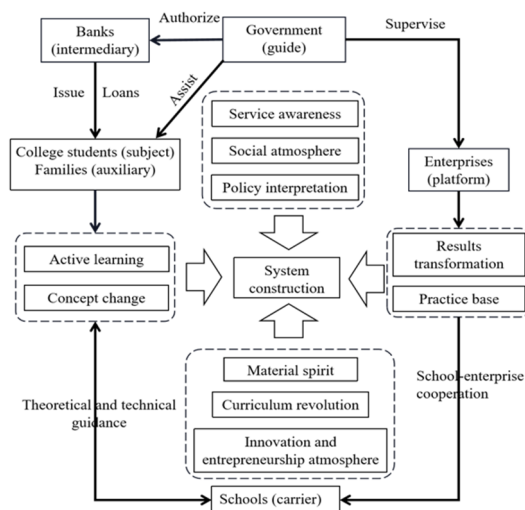 Authorize
Banks
(intermediary)
Government
(guide)
Supervise
Issue Loans
Assist
Service awareness
Social atmosphere
Policy interpretation
College students (subject)
Families (auxiliary)
Enterprises
(platform)
Active learning
Concept change
System
construction
Results
transformation
Practice base
Material spirit
Curriculum revolution
Innovation and
entrepreneurship atmosphere
Theoretical and technical
guidance
School-enterprise
cooperation
Schools (carrier)